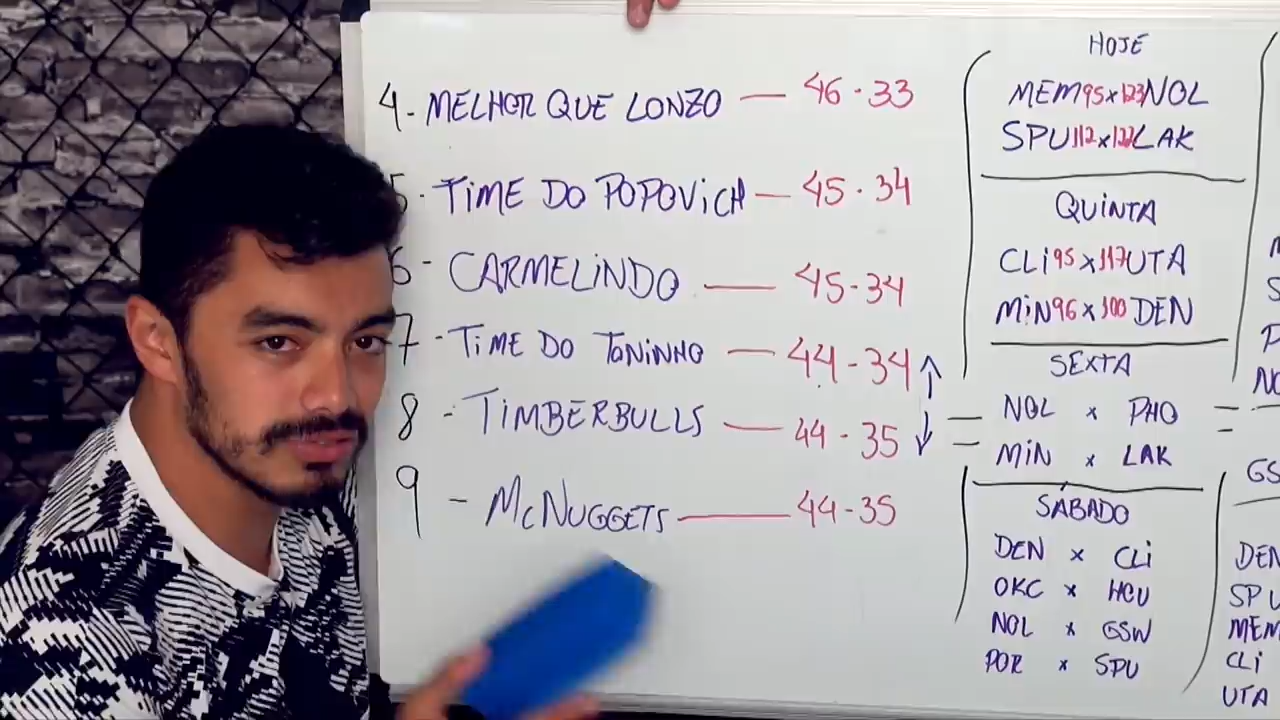 4 - MELHOR QUE LONZO — 46 - 33
5 - TIME DO POPOVICH — 45 - 34
6 - CARMELINDO — 45 - 34
7 - TIME DO TONINHO — 44 - 34
8 - TIMBERBULLS — 44 - 35
9 - McNUGGETS — 44 - 35
HOJE
MEM 95 x 123 NOL
SPU 112 x 122 LAK
QUINTA
CLI 95 x 117 UTA
MIN 96 x 100 DEN
SEXTA
NOL x PHO
MIN x LAK
SÁBADO
DEN x CLI
OKC x HOU
NOL x GSW
POR x SPU
GS
DEN
SPU
MEM
CLI
UTA